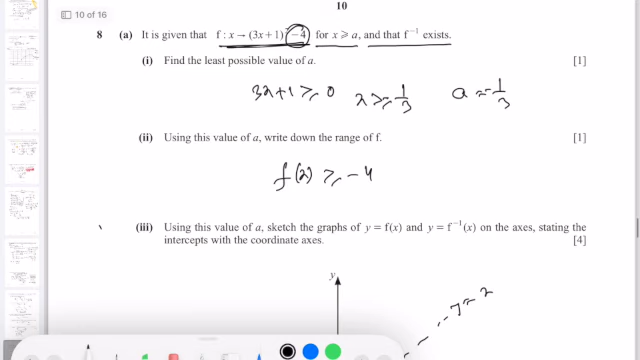 10 of 16
10
8 (a) It is given that f : x → (3x+1)² −4 for x ⩾ a, and that f⁻¹ exists.
(i) Find the least possible value of a. [1]
3x+1 ⩾ 0 x ⩾ -1/3 a = -1/3
(ii) Using this value of a, write down the range of f. [1]
f(x) ⩾ -4
(iii) Using this value of a, sketch the graphs of y = f(x) and y = f⁻¹(x) on the axes, stating the
intercepts with the coordinate axes. [4]
y
y = x